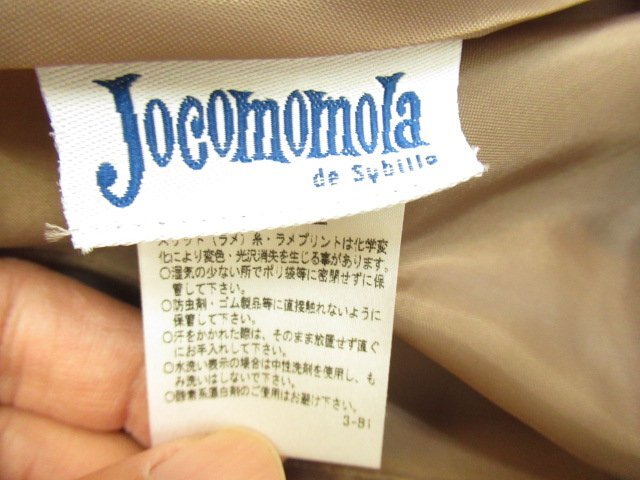 Jocomomola
de Sybilla
スリット(ラメ)糸・ラメプリントは化学変
化により変色・光沢消失を生じる事があります。
○湿気の少ない所でポリ袋等に密閉せずに保
管して下さい。
○防虫剤・ゴム製品等に直接触れないように
保管して下さい。
○汗をかかれた際は、そのまま放置せず直ぐ
にお手入れして下さい。
○水洗い表示の場合は中性洗剤を使用し、も
み洗いはしないで下さい。
○酵素系漂白剤のご使用はお避け下さい。
3-91